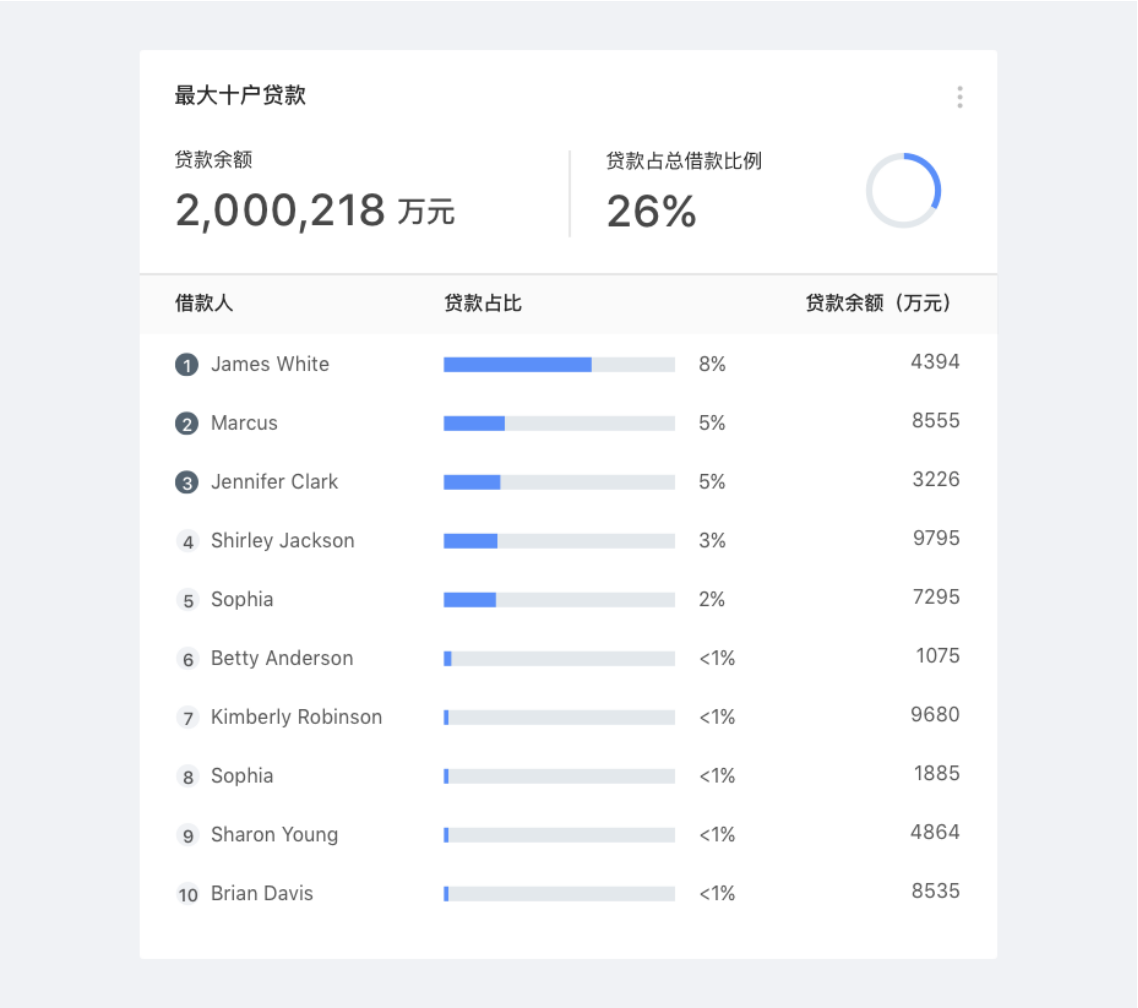 最大十户贷款
贷款余额
2,000,218 万元
贷款占总借款比例
26%
借款人 贷款占比 贷款余额（万元）
1 James White 8% 4394
2 Marcus 5% 8555
3 Jennifer Clark 5% 3226
4 Shirley Jackson 3% 9795
5 Sophia 2% 7295
6 Betty Anderson <1% 1075
7 Kimberly Robinson <1% 9680
8 Sophia <1% 1885
9 Sharon Young <1% 4864
10 Brian Davis <1% 8535